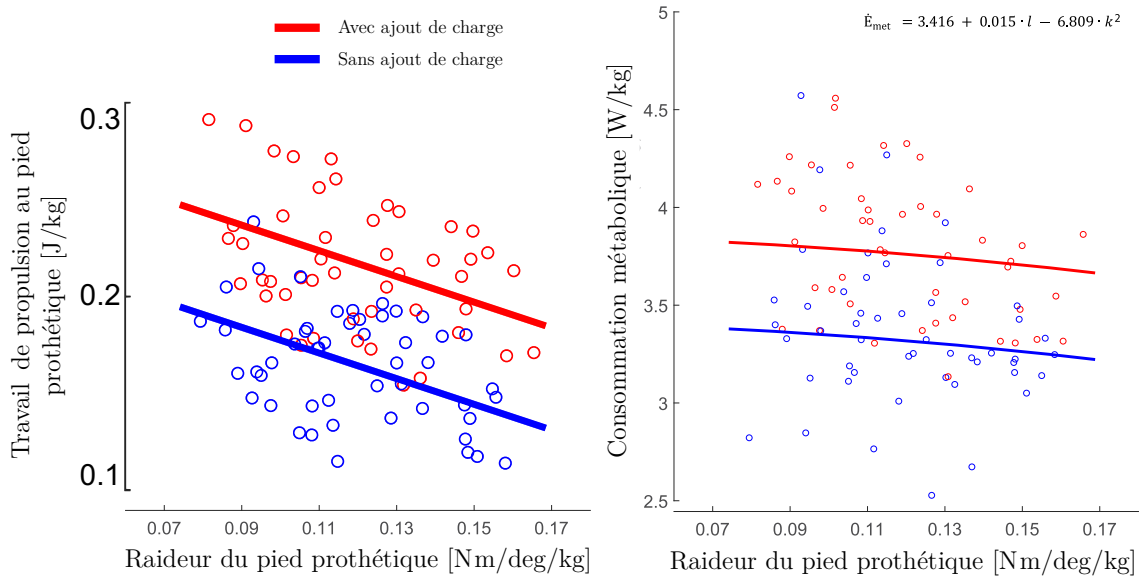 Avec ajout de charge
Sans ajout de charge
Travail de propulsion au pied
prothétique [J/kg]
0.3
0.2
0.1
0.07 0.09 0.11 0.13 0.15 0.17
Raideur du pied prothétique [Nm/deg/kg]
Ė_met = 3.416 + 0.015 · l − 6.809 · k²
Consommation métabolique [W/kg]
5
4.5
4
3.5
3
2.5
0.07 0.09 0.11 0.13 0.15 0.17
Raideur du pied prothétique [Nm/deg/kg]